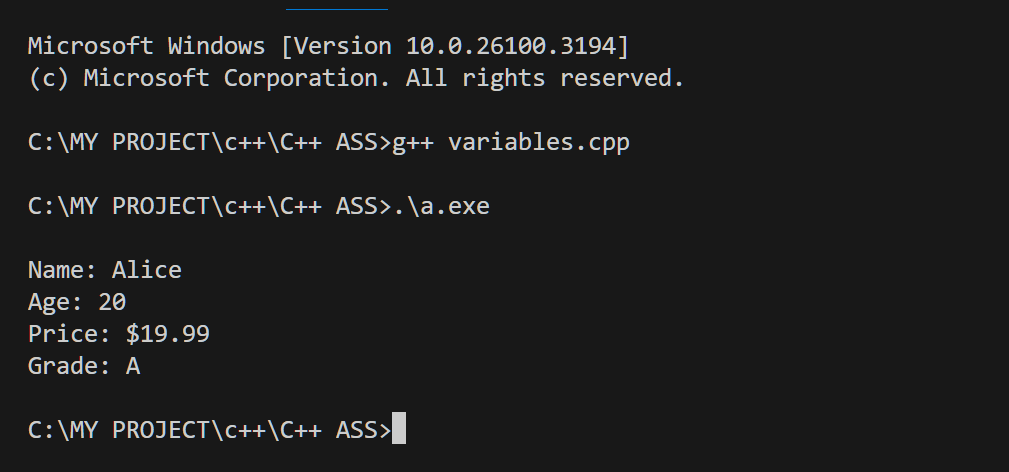 Microsoft Windows [Version 10.0.26100.3194]
(c) Microsoft Corporation. All rights reserved.
C:\MY PROJECT\c++\C++ ASS>g++ variables.cpp
C:\MY PROJECT\c++\C++ ASS>.\a.exe
Name: Alice
Age: 20
Price: $19.99
Grade: A
C:\MY PROJECT\c++\C++ ASS>